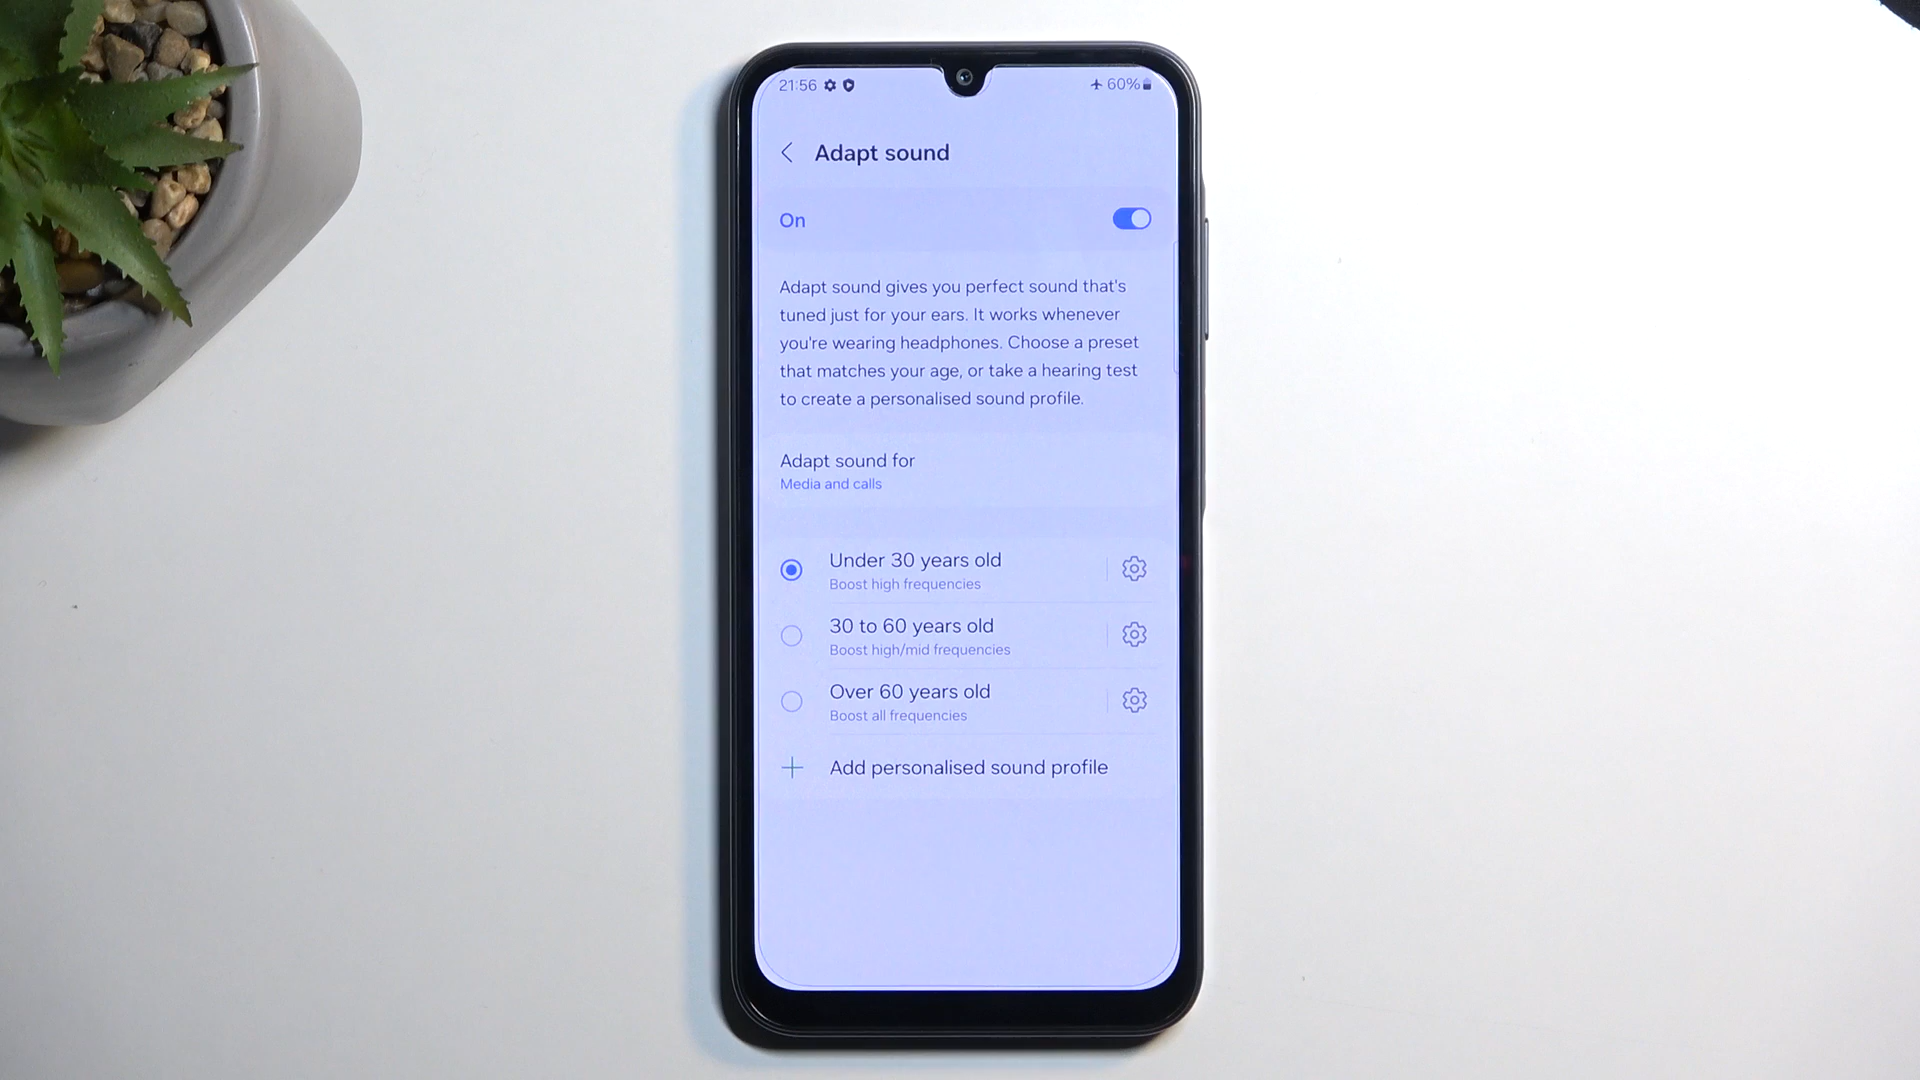 21:56 60%
Adapt sound
On
Adapt sound gives you perfect sound that's
tuned just for your ears. It works whenever
you're wearing headphones. Choose a preset
that matches your age, or take a hearing test
to create a personalised sound profile.
Adapt sound for
Media and calls
Under 30 years old
Boost high frequencies
30 to 60 years old
Boost high/mid frequencies
Over 60 years old
Boost all frequencies
Add personalised sound profile